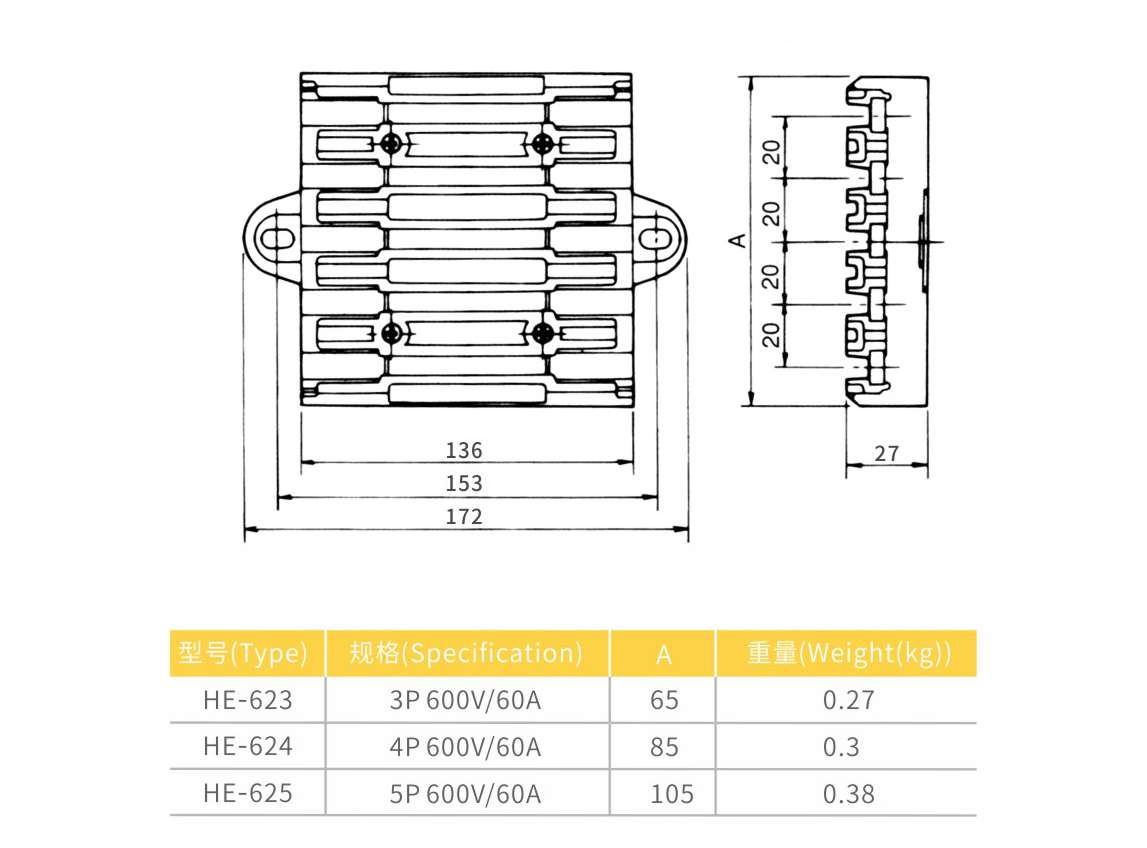 20
20
A
20
20
136
27
153
172
型号(Type) 规格(Specification) A 重量(Weight(kg))
HE-623 3P 600V/60A 65 0.27
HE-624 4P 600V/60A 85 0.3
HE-625 5P 600V/60A 105 0.38